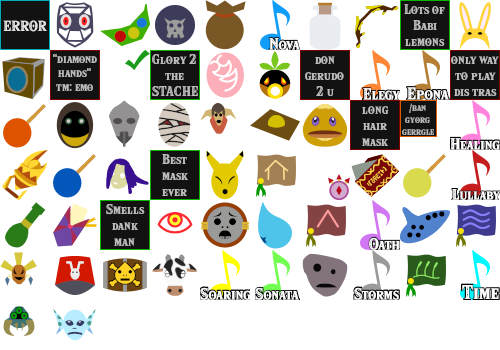 ERROR
Nova
LOTS OF
BABI
LEMONS
"DIAMOND
HANDS"
TM: EMO
GLORY 2
THE
STACHE
DON
GERUDO
2 U
ELEGY
EPONA
ONLY WAY
TO PLAY
DIS TRAS
LONG
HAIR
MASK
/BAN
GYORG
GERRGLE
HEALING
BEST
MASK
EVER
LULLABY
SMELLS
DANK
MAN
OATH
SOARING
SONATA
STORMS
TIME